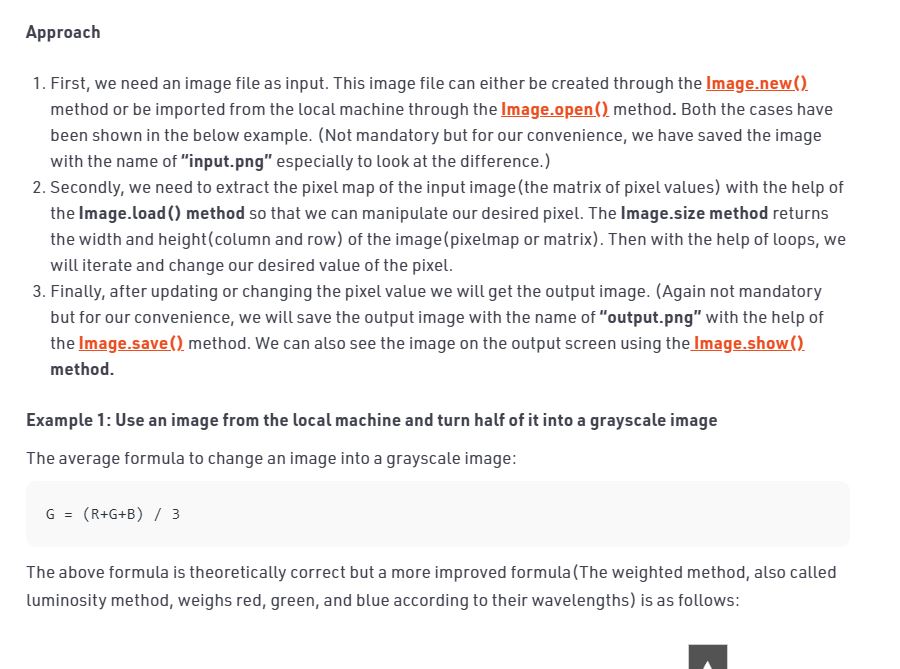 Approach
1. First, we need an image file as input. This image file can either be created through the Image.new()
method or be imported from the local machine through the Image.open() method. Both the cases have
been shown in the below example. (Not mandatory but for our convenience, we have saved the image
with the name of “input.png” especially to look at the difference.)
2. Secondly, we need to extract the pixel map of the input image(the matrix of pixel values) with the help of
the Image.load() method so that we can manipulate our desired pixel. The Image.size method returns
the width and height(column and row) of the image(pixelmap or matrix). Then with the help of loops, we
will iterate and change our desired value of the pixel.
3. Finally, after updating or changing the pixel value we will get the output image. (Again not mandatory
but for our convenience, we will save the output image with the name of “output.png” with the help of
the Image.save() method. We can also see the image on the output screen using the Image.show()
method.
Example 1: Use an image from the local machine and turn half of it into a grayscale image
The average formula to change an image into a grayscale image:
G = (R+G+B) / 3
The above formula is theoretically correct but a more improved formula(The weighted method, also called
luminosity method, weighs red, green, and blue according to their wavelengths) is as follows: